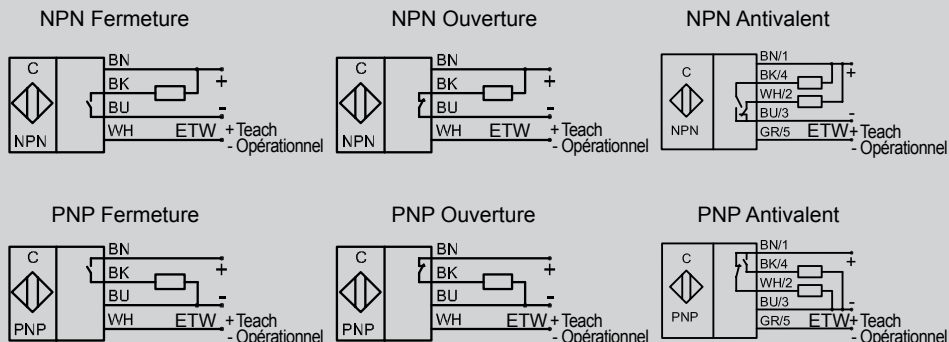 NPN Fermeture
NPN Ouverture
NPN Antivalent
C
NPN
BN
BK
BU
WH
ETW
+
-
+ Teach
- Opérationnel
C
NPN
BN
BK
BU
WH
ETW
+
-
+ Teach
- Opérationnel
C
NPN
BN/1
BK/4
WH/2
BU/3
GR/5
ETW
+
-
+ Teach
- Opérationnel
PNP Fermeture
PNP Ouverture
PNP Antivalent
C
PNP
BN
BK
BU
WH
ETW
+
-
+ Teach
- Opérationnel
C
PNP
BN
BK
BU
WH
ETW
+
-
+ Teach
- Opérationnel
C
PNP
BN/1
BK/4
WH/2
BU/3
GR/5
ETW
+
-
+ Teach
- Opérationnel